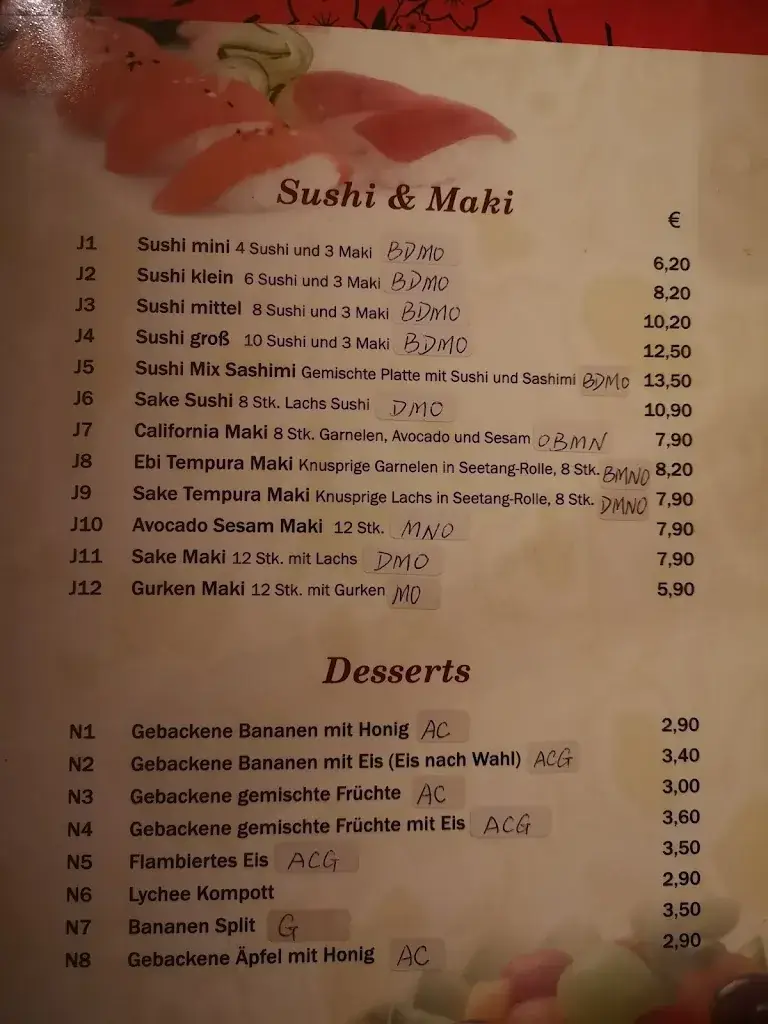 Sushi & Maki
€
J1 Sushi mini 4 Sushi und 3 Maki BDMO 6,20
J2 Sushi klein 6 Sushi und 3 Maki BDMO 8,20
J3 Sushi mittel 8 Sushi und 3 Maki BDMO 10,20
J4 Sushi groß 10 Sushi und 3 Maki BDMO 12,50
J5 Sushi Mix Sashimi Gemischte Platte mit Sushi und Sashimi BDMO 13,50
J6 Sake Sushi 8 Stk. Lachs Sushi DMO 10,90
J7 California Maki 8 Stk. Garnelen, Avocado und Sesam OBMN 7,90
J8 Ebi Tempura Maki Knusprige Garnelen in Seetang-Rolle, 8 Stk. BMNO 8,20
J9 Sake Tempura Maki Knusprige Lachs in Seetang-Rolle, 8 Stk. DMNO 7,90
J10 Avocado Sesam Maki 12 Stk. MNO 7,90
J11 Sake Maki 12 Stk. mit Lachs DMO 7,90
J12 Gurken Maki 12 Stk. mit Gurken MO 5,90
Desserts
N1 Gebackene Bananen mit Honig AC 2,90
N2 Gebackene Bananen mit Eis (Eis nach Wahl) ACG 3,40
N3 Gebackene gemischte Früchte AC 3,00
N4 Gebackene gemischte Früchte mit Eis ACG 3,60
N5 Flambiertes Eis ACG 3,50
N6 Lychee Kompott 2,90
N7 Bananen Split G 3,50
N8 Gebackene Äpfel mit Honig AC 2,90